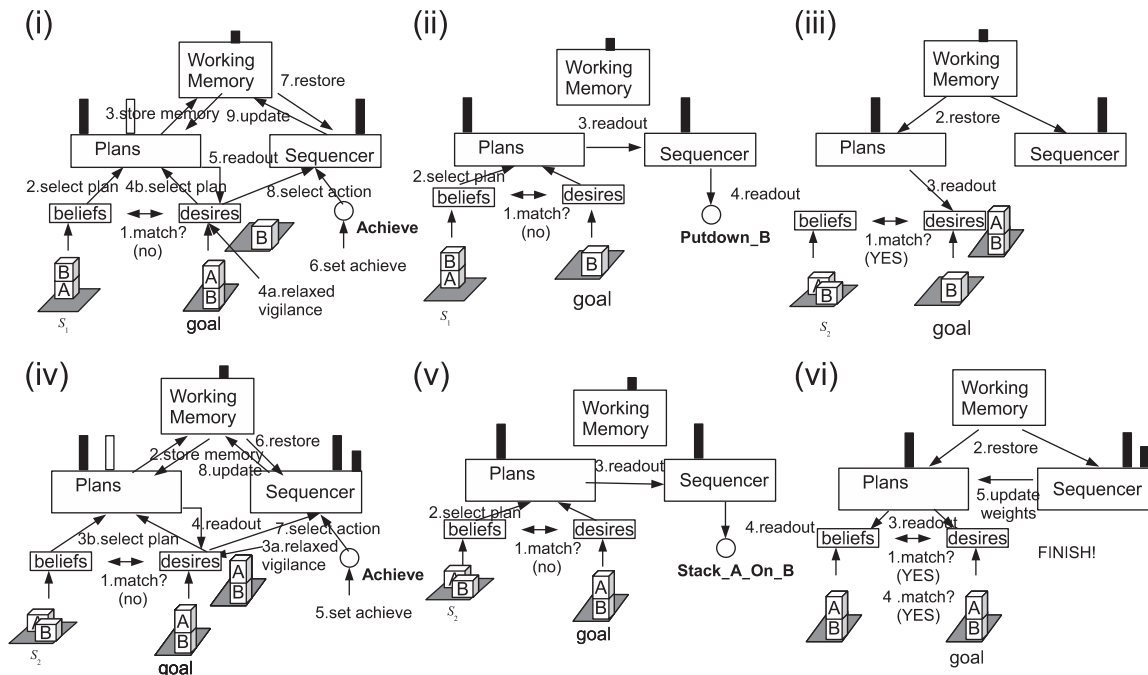 (i)
Working
Memory
7.restore
3.store memory
9.update
Plans
Sequencer
5.readout
2.select plan
4b.select plan
8.select action
beliefs
desires
1.match?
(no)
B
Achieve
6.set achieve
B
A
A
B
4a.relaxed
vigilance
S1
goal
(ii)
Working
Memory
3.readout
Plans
Sequencer
2.select plan
beliefs
desires
1.match?
(no)
4.readout
Putdown_B
B
A
B
S1
goal
(iii)
Working
Memory
2.restore
Plans
Sequencer
3.readout
beliefs
desires
A
B
1.match?
(YES)
A
B
B
S2
goal
(iv)
Working
Memory
6.restore
2.store memory
8.update
Plans
Sequencer
4.readout
7.select action
3b.select plan
3a.relaxed
vigilance
beliefs
desires
1.match?
(no)
A
B
Achieve
5.set achieve
A
B
A
B
S2
goal
(v)
Working
Memory
3.readout
Plans
Sequencer
2.select plan
beliefs
desires
1.match?
(no)
4.readout
Stack_A_On_B
A
B
A
B
S2
goal
(vi)
Working
Memory
2.restore
Plans
Sequencer
5.update
weights
3.readout
beliefs
desires
1.match?
(YES)
FINISH!
4 .match?
(YES)
A
B
A
B
goal